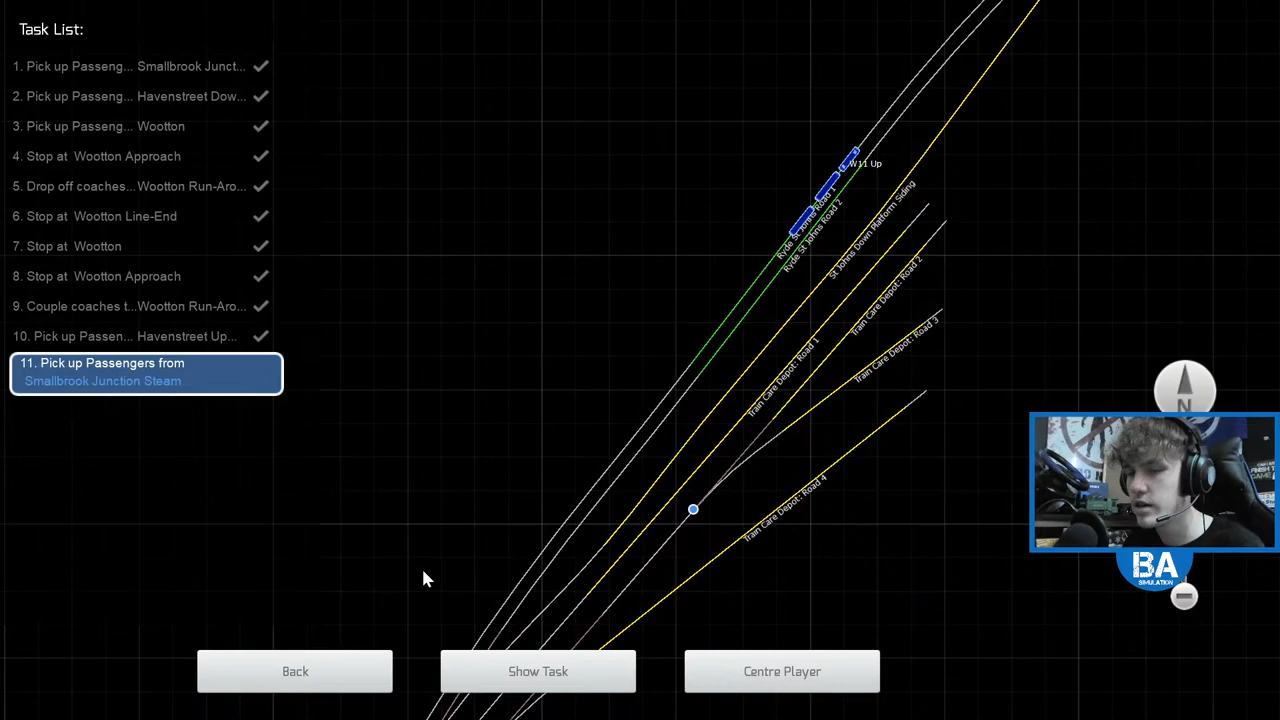 Task List:
1. Pick up Passeng... Smallbrook Junct...
2. Pick up Passeng... Havenstreet Dow...
3. Pick up Passeng... Wootton
4. Stop at Wootton Approach
5. Drop off coaches...Wootton Run-Aro...
6. Stop at Wootton Line-End
7. Stop at Wootton
8. Stop at Wootton Approach
9. Couple coaches t...Wootton Run-Aro...
10. Pick up Passen... Havenstreet Up...
11. Pick up Passengers from
Smallbrook Junction Steam
W11 Up
Ryde St Johns Road 1
Ryde St Johns Road 2
St Johns Down Platform Siding
Train Care Depot: Road 2
Train Care Depot: Road 1
Train Care Depot: Road 3
Train Care Depot: Road 4
N
BA
SIMULATION
Back
Show Task
Centre Player